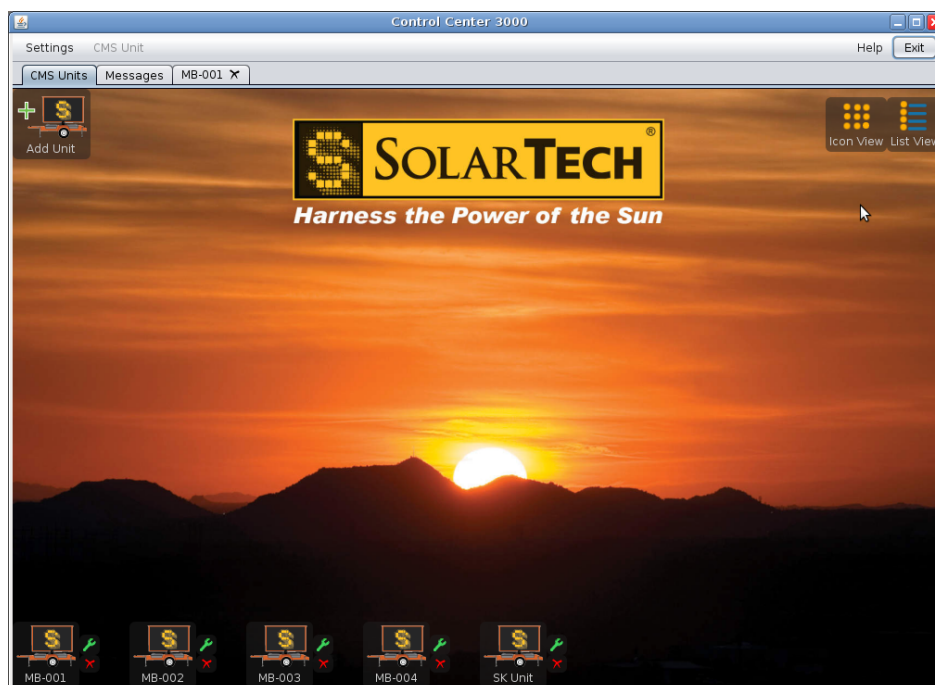 Control Center 3000
Settings CMS Unit Help Exit
CMS Units Messages MB-001
Add Unit
Icon View List View
S SOLARTECH®
Harness the Power of the Sun
MB-001 MB-002 MB-003 MB-004 SK Unit